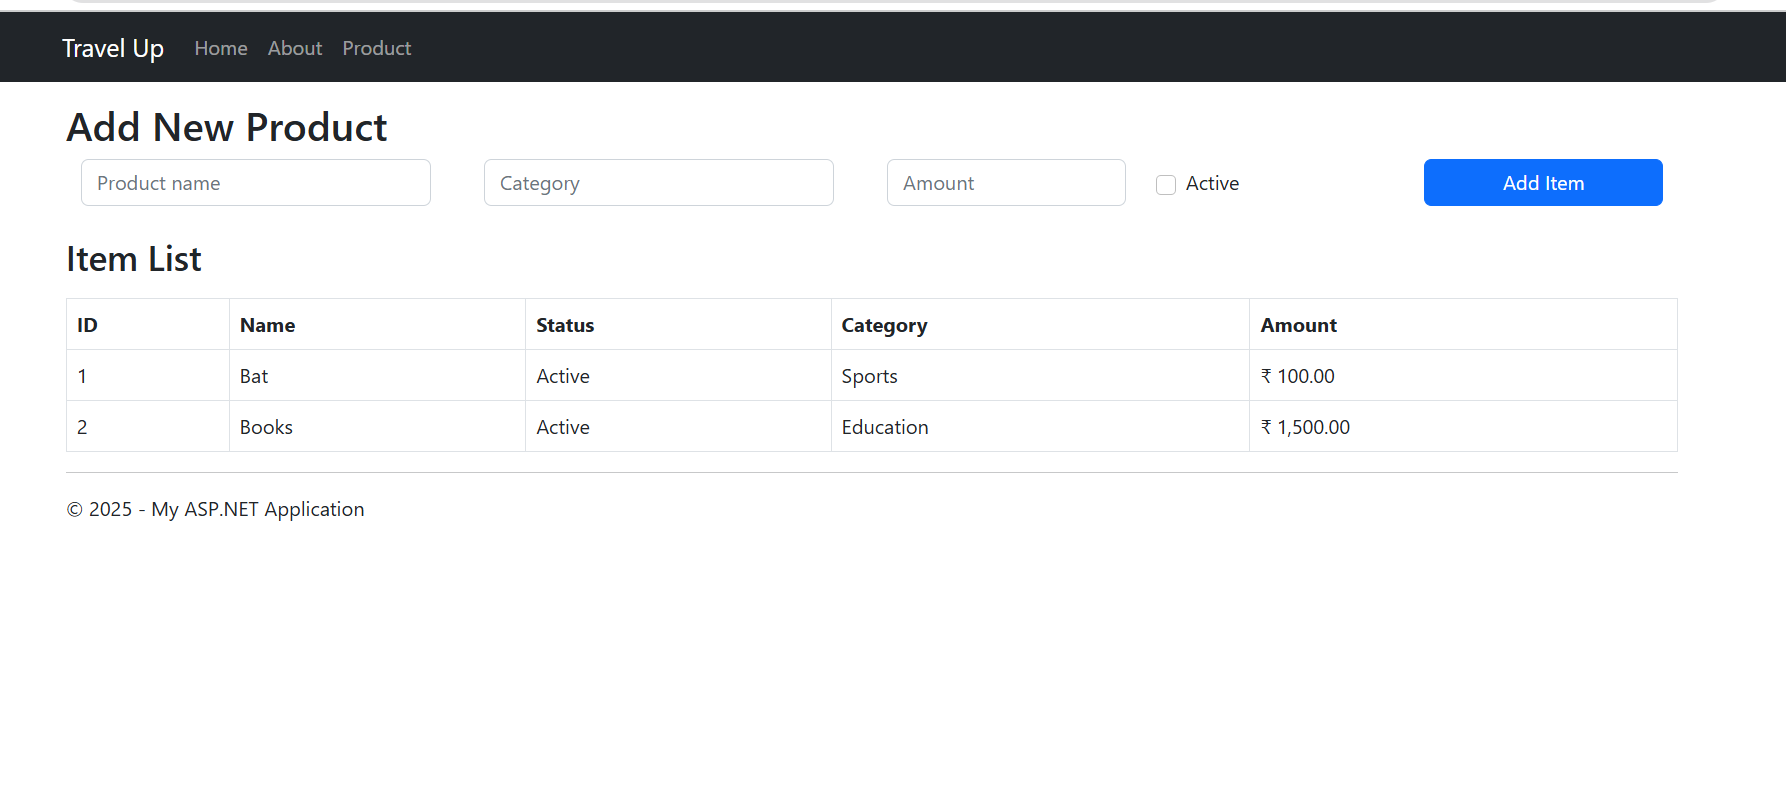 Travel Up Home About Product
Add New Product
Product name Category Amount Active Add Item
Item List
ID Name Status Category Amount
1 Bat Active Sports ₹ 100.00
2 Books Active Education ₹ 1,500.00
© 2025 - My ASP.NET Application